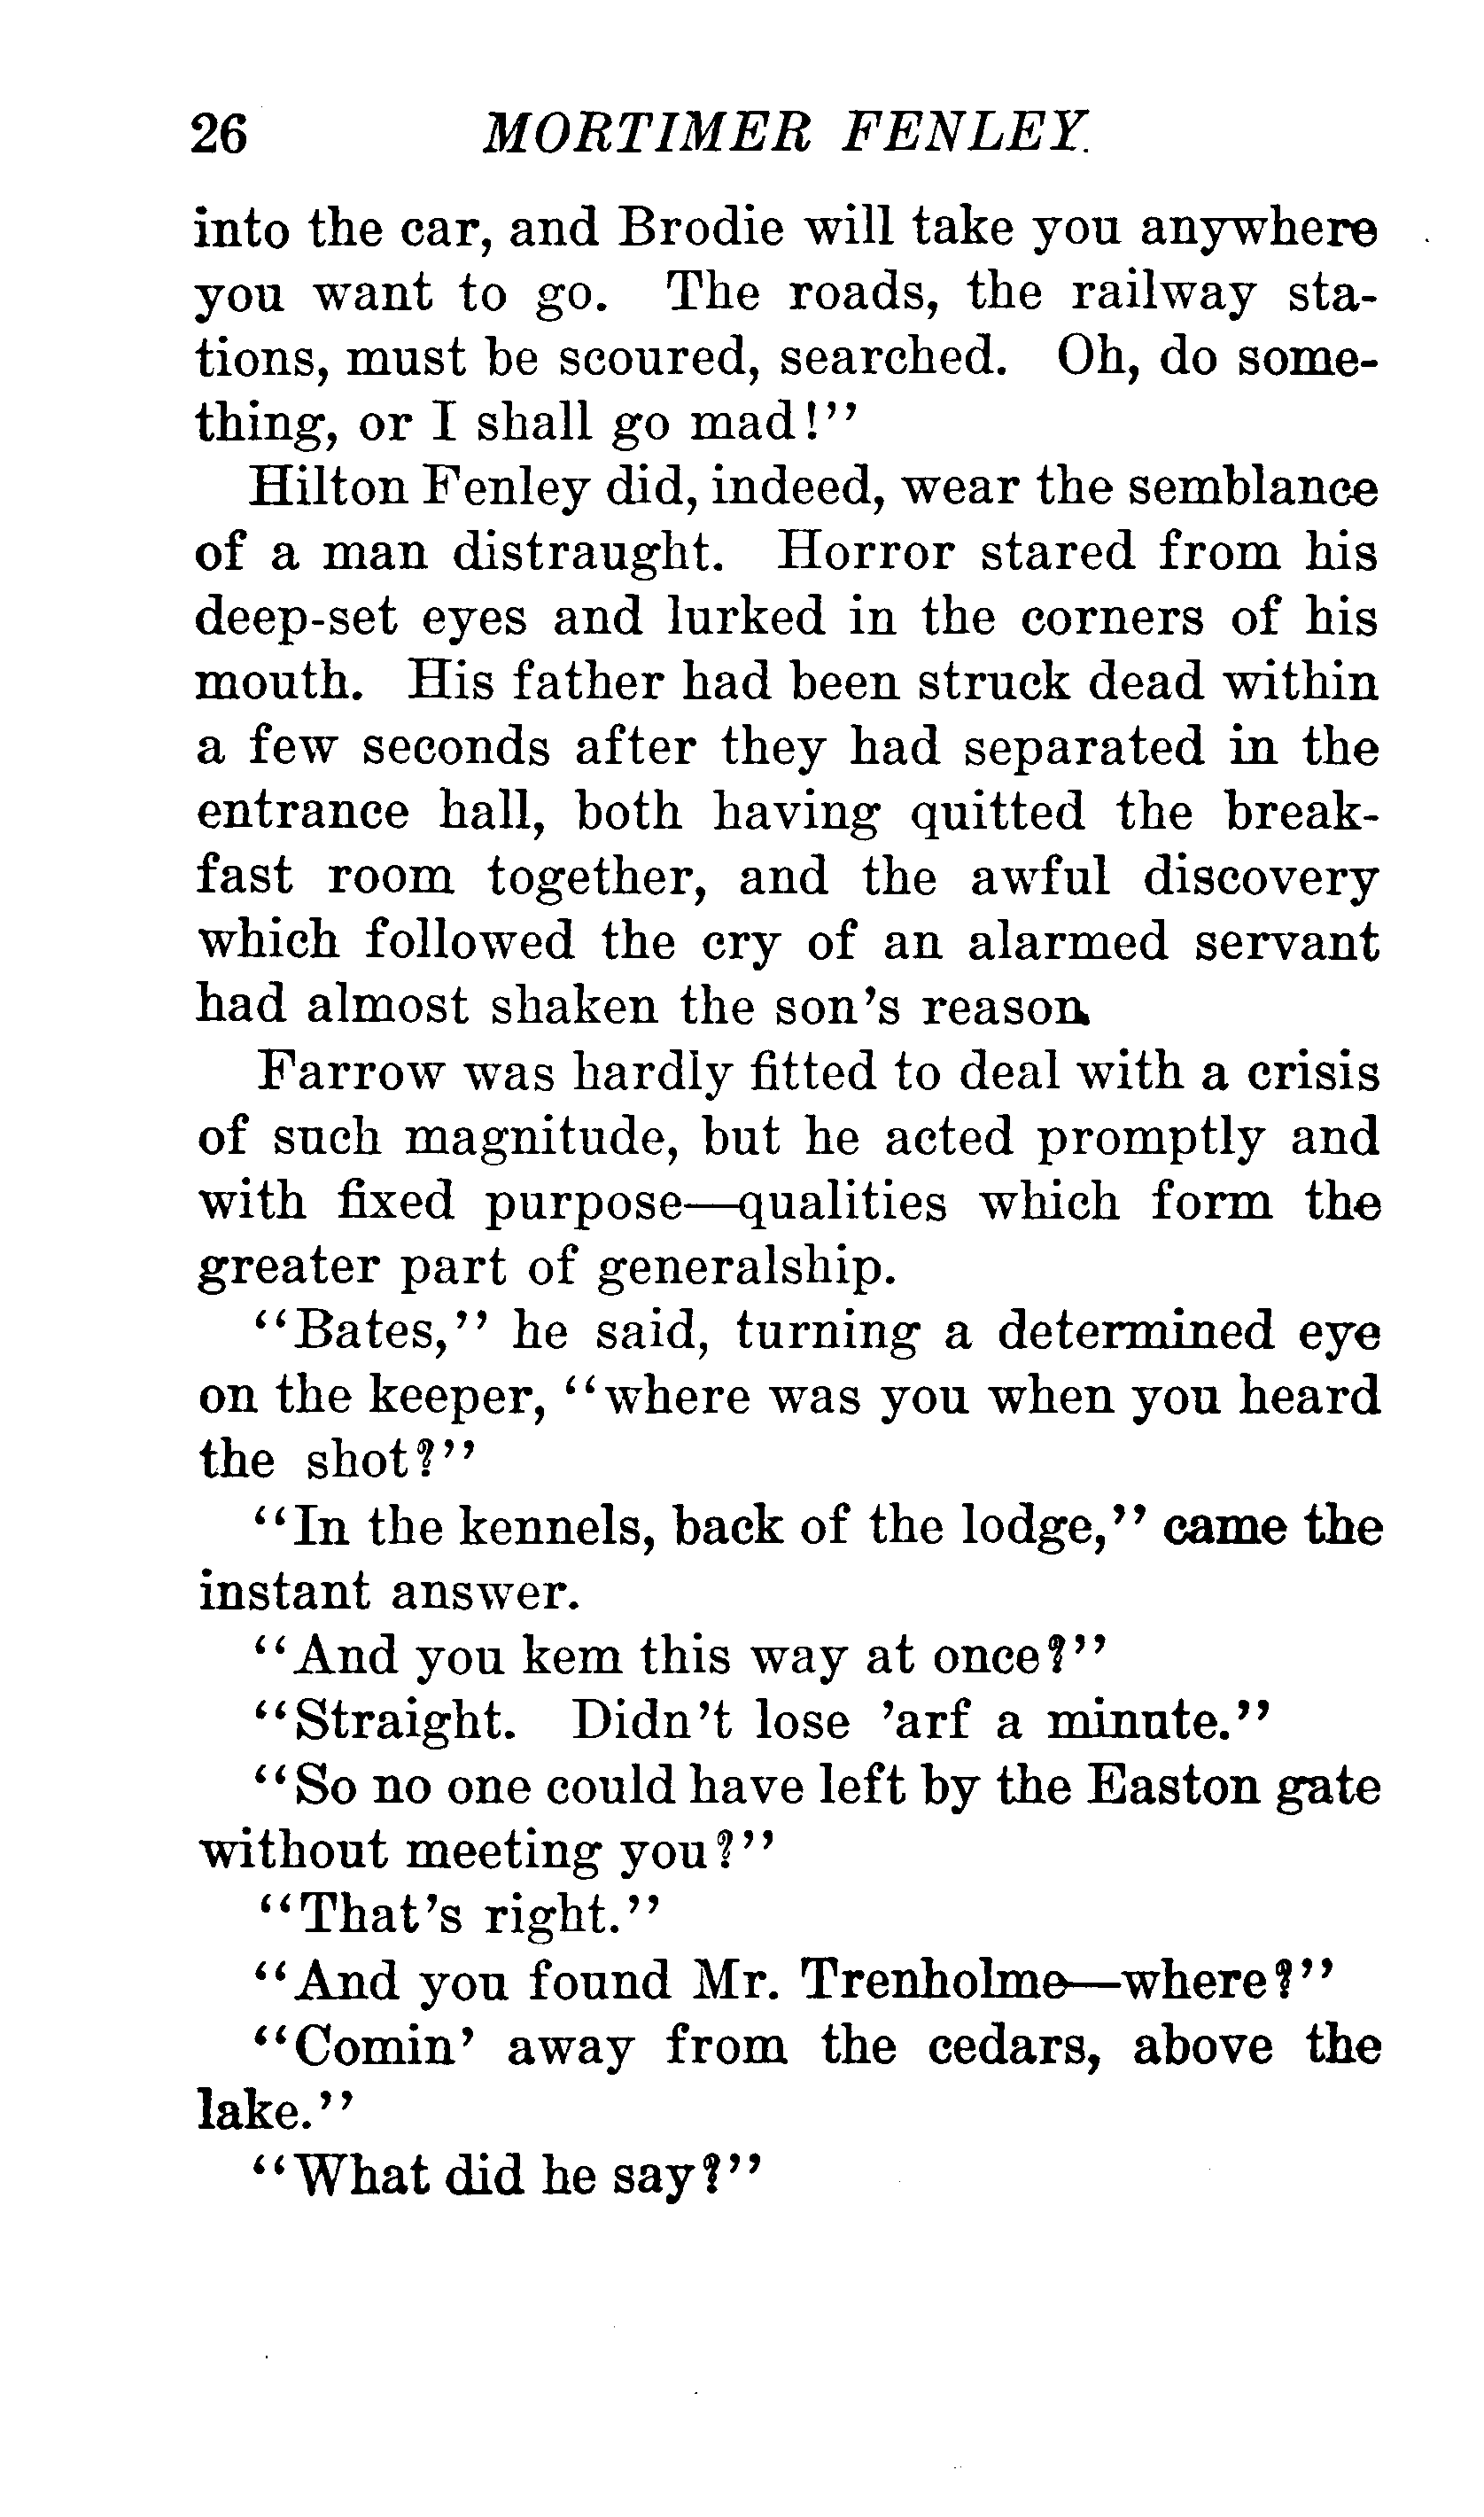 26 MORTIMER FENLEY.
into the car, and Brodie will take you anywhere
you want to go. The roads, the railway sta-
tions, must be scoured, searched. Oh, do some-
thing, or I shall go mad!"
Hilton Fenley did, indeed, wear the semblance
of a man distraught. Horror stared from his
deep-set eyes and lurked in the corners of his
mouth. His father had been struck dead within
a few seconds after they had separated in the
entrance hall, both having quitted the break-
fast room together, and the awful discovery
which followed the cry of an alarmed servant
had almost shaken the son's reason
Farrow was hardly fitted to deal with a crisis
of such magnitude, but he acted promptly and
with fixed purpose—qualities which form the
greater part of generalship.
"Bates," he said, turning a determined eye
on the keeper, "where was you when you heard
the shot?"
"In the kennels, back of the lodge," came the
instant answer.
"And you kem this way at once?"
"Straight. Didn't lose 'arf a minute."
"So no one could have left by the Easton gate
without meeting you?"
"That's right."
"And you found Mr. Trenholme—where?"
"Comin' away from the cedars, above the
lake."
"What did he say?"